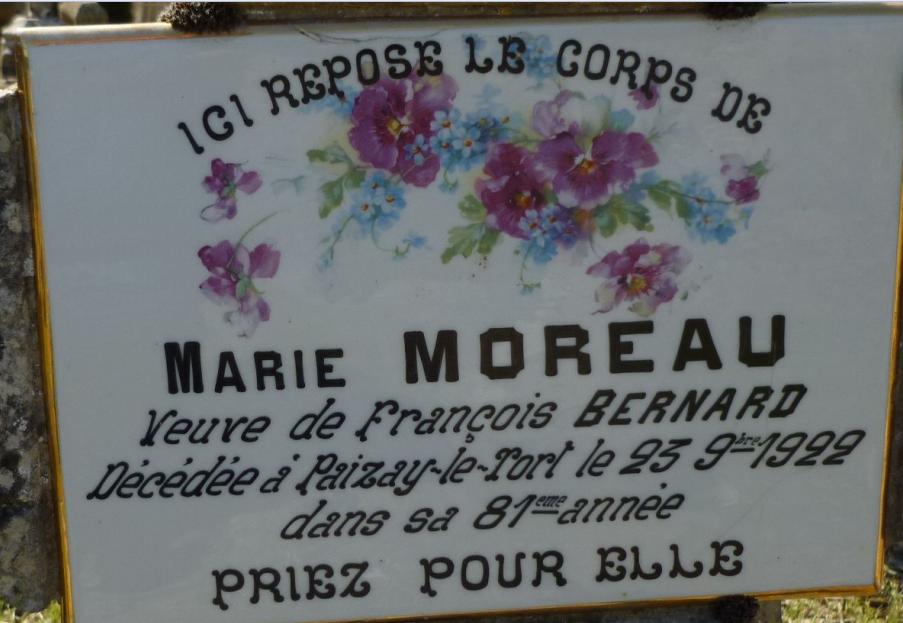 ICI REPOSE LE CORPS DE
MARIE MOREAU
Veuve de François BERNARD
Décédée à Paizay-le-Tort le 23 9bre 1922
dans sa 81eme année
PRIEZ POUR ELLE